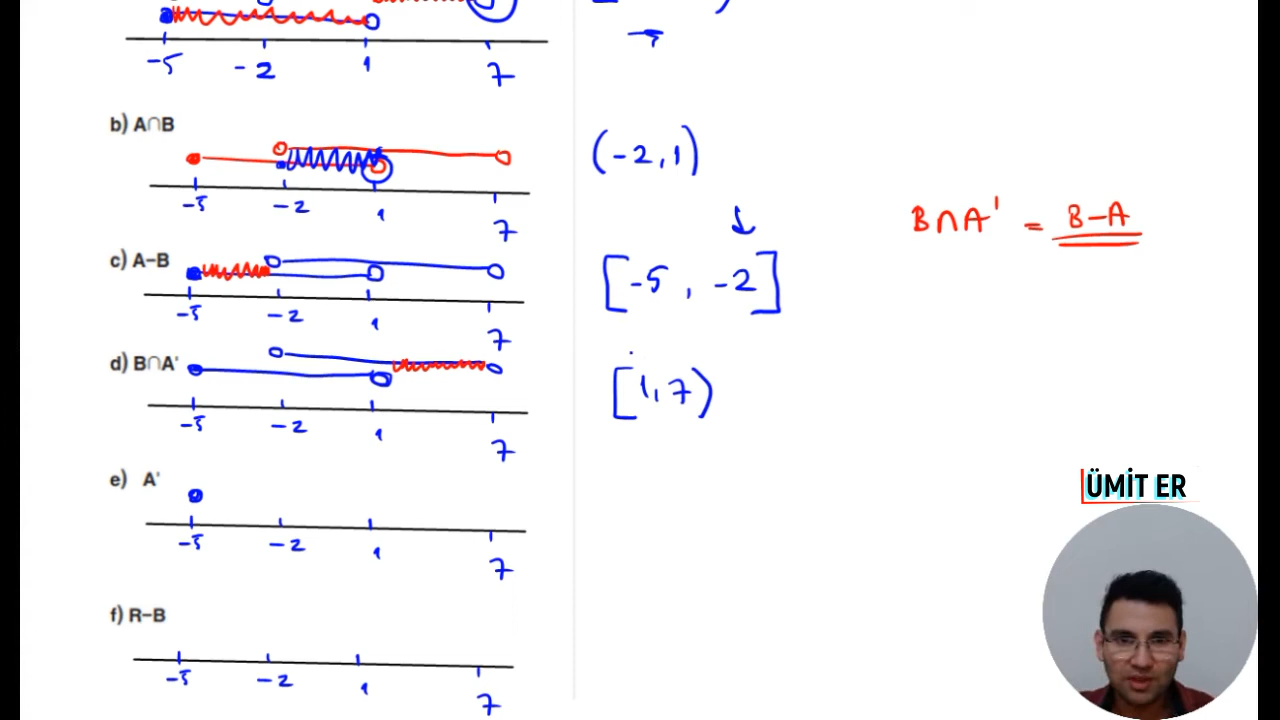 -5 -2 1 7
b) A∩B
(-2,1)
-5 -2 1 7
B∩A' = B-A
c) A-B
[-5, -2]
-5 -2 1 7
d) B∩A'
[1,7)
-5 -2 1 7
e) A'
-5 -2 1 7
ÜMİT ER
f) R-B
-5 -2 1 7